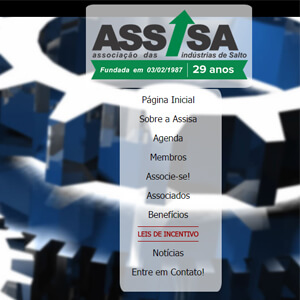 ASSISA
associação das indústrias de Salto
Fundada em 03/02/1987 | 29 anos
Página Inicial
Sobre a Assisa
Agenda
Membros
Associe-se!
Associados
Benefícios
LEIS DE INCENTIVO
Notícias
Entre em Contato!